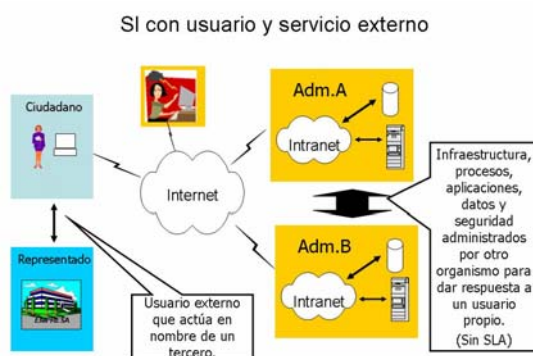 SI con usuario y servicio externo
Ciudadano
Representado
Internet
Adm.A
Intranet
Adm.B
Intranet
Usuario externo
que actúa en
nombre de un
tercero.
Infraestructura,
procesos,
aplicaciones,
datos y
seguridad
administrados
por otro
organismo para
dar respuesta a
un usuario
propio.
(Sin SLA)